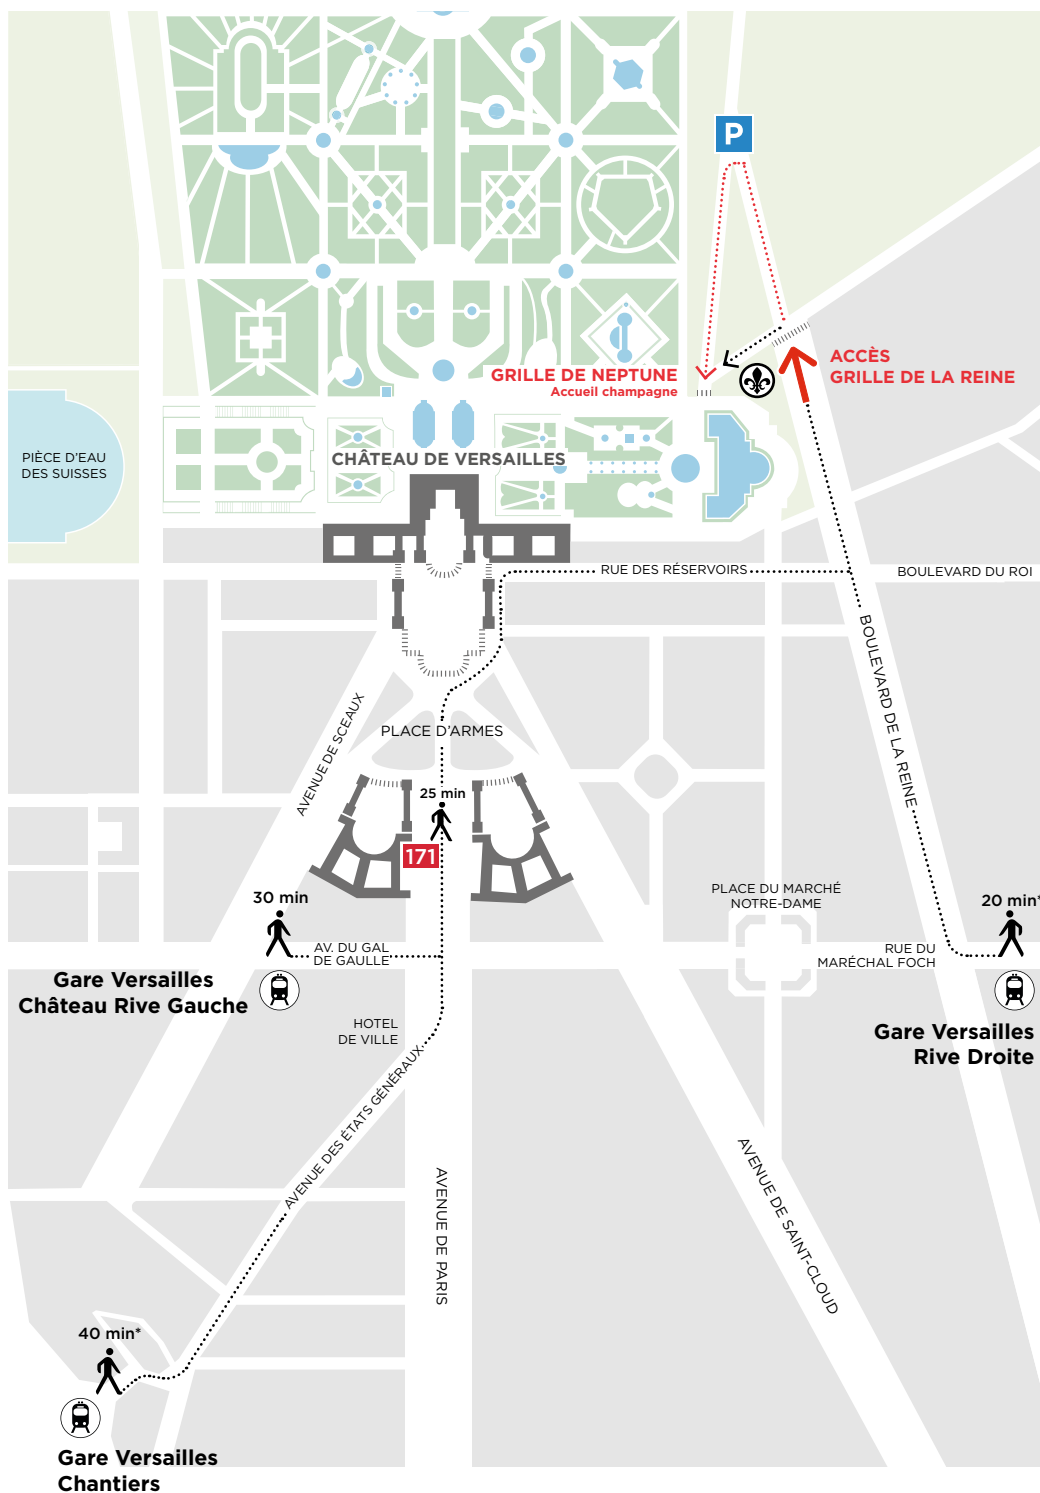 P
ACCÈS
GRILLE DE LA REINE
GRILLE DE NEPTUNE
Accueil champagne
PIÈCE D'EAU
DES SUISSES
CHÂTEAU DE VERSAILLES
RUE DES RÉSERVOIRS
BOULEVARD DU ROI
BOULEVARD DE LA REINE
AVENUE DE SCEAUX
PLACE D'ARMES
25 min
171
30 min
AV. DU GAL
DE GAULLE
Gare Versailles
Château Rive Gauche
PLACE DU MARCHÉ
NOTRE-DAME
20 min*
RUE DU
MARÉCHAL FOCH
Gare Versailles
Rive Droite
HOTEL
DE VILLE
AVENUE DES ÉTATS GÉNÉRAUX
AVENUE DE PARIS
AVENUE DE SAINT-CLOUD
40 min*
Gare Versailles
Chantiers